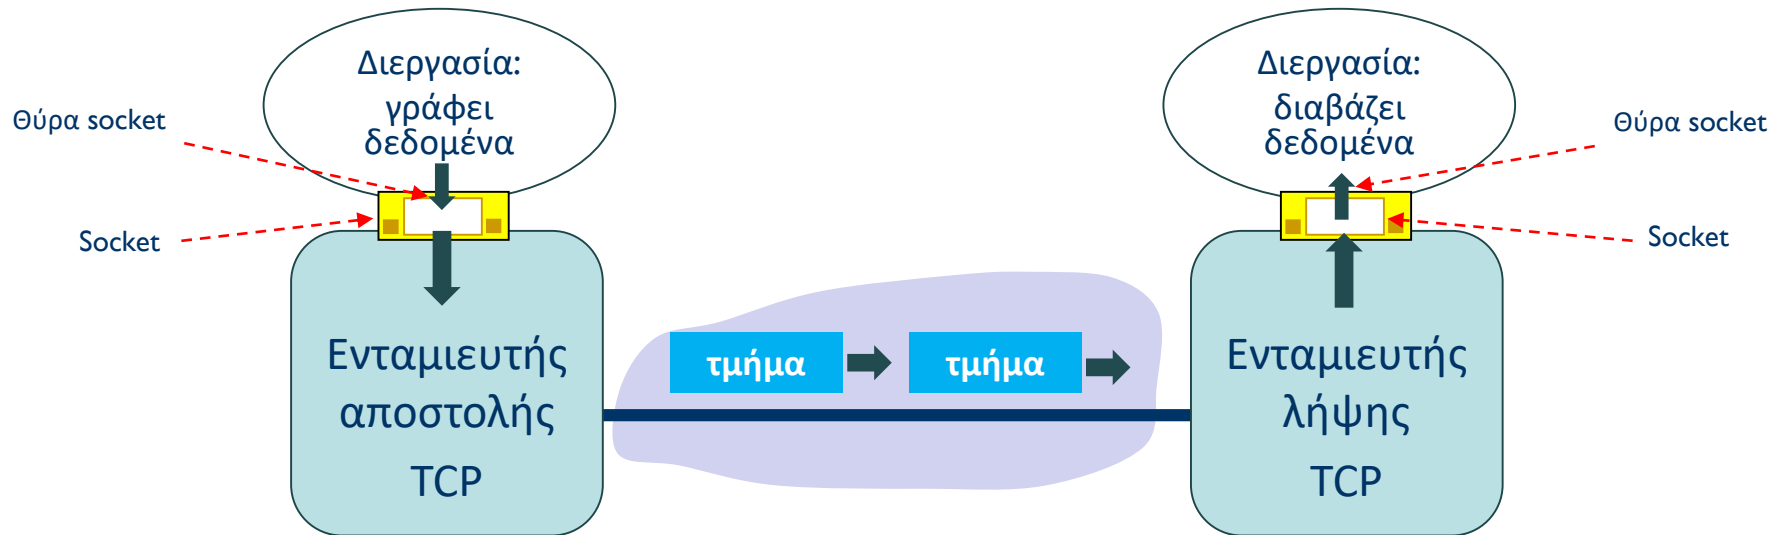 Διεργασία:
γράφει
δεδομένα
Θύρα socket
Socket
Ενταμιευτής
αποστολής
TCP
τμήμα
τμήμα
Διεργασία:
διαβάζει
δεδομένα
Θύρα socket
Socket
Ενταμιευτής
λήψης
TCP